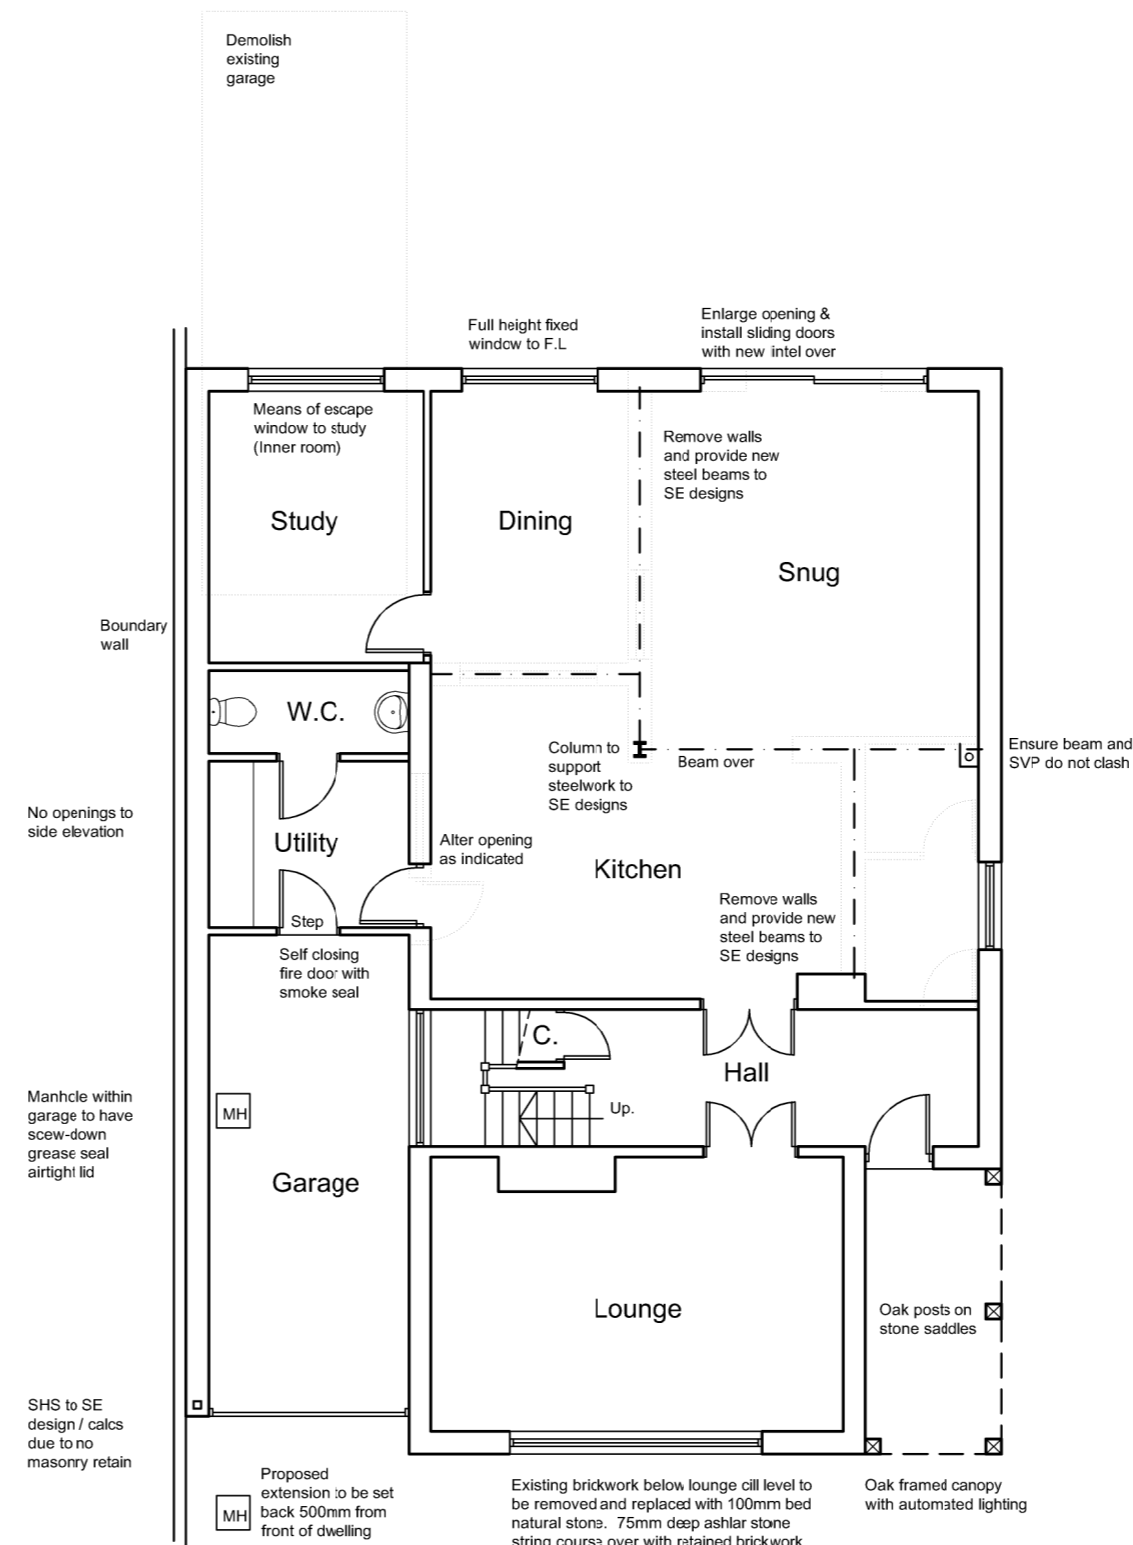 Demolish
existing
garage
Full height fixed
window to F.L
Enlarge opening &
install sliding doors
with new intel over
Means of escape
window to study
(Inner room)
Remove walls
and provide new
steel beams to
SE designs
Study
Dining
Snug
Boundary
wall
W.C.
Column to
support
steelwork to
SE designs
Beam over
Ensure beam and
SVP do not clash
No openings to
side elevation
Utility
Alter opening
as indicated
Kitchen
Remove walls
and provide new
steel beams to
SE designs
Step
Self closing
fire door with
smoke seal
C.
Hall
Up.
Manhole within
garage to have
scew-down
grease seal
airtight lid
MH
Garage
Lounge
Oak posts on
stone saddles
SHS to SE
design / calcs
due to no
masonry retain
MH
Proposed
extension to be set
back 500mm from
front of dwelling
Existing brickwork below lounge cill level to
be removed and replaced with 100mm bed
natural stone. 75mm deep ashlar stone
string course over with retained brickwork
Oak framed canopy
with automated lighting